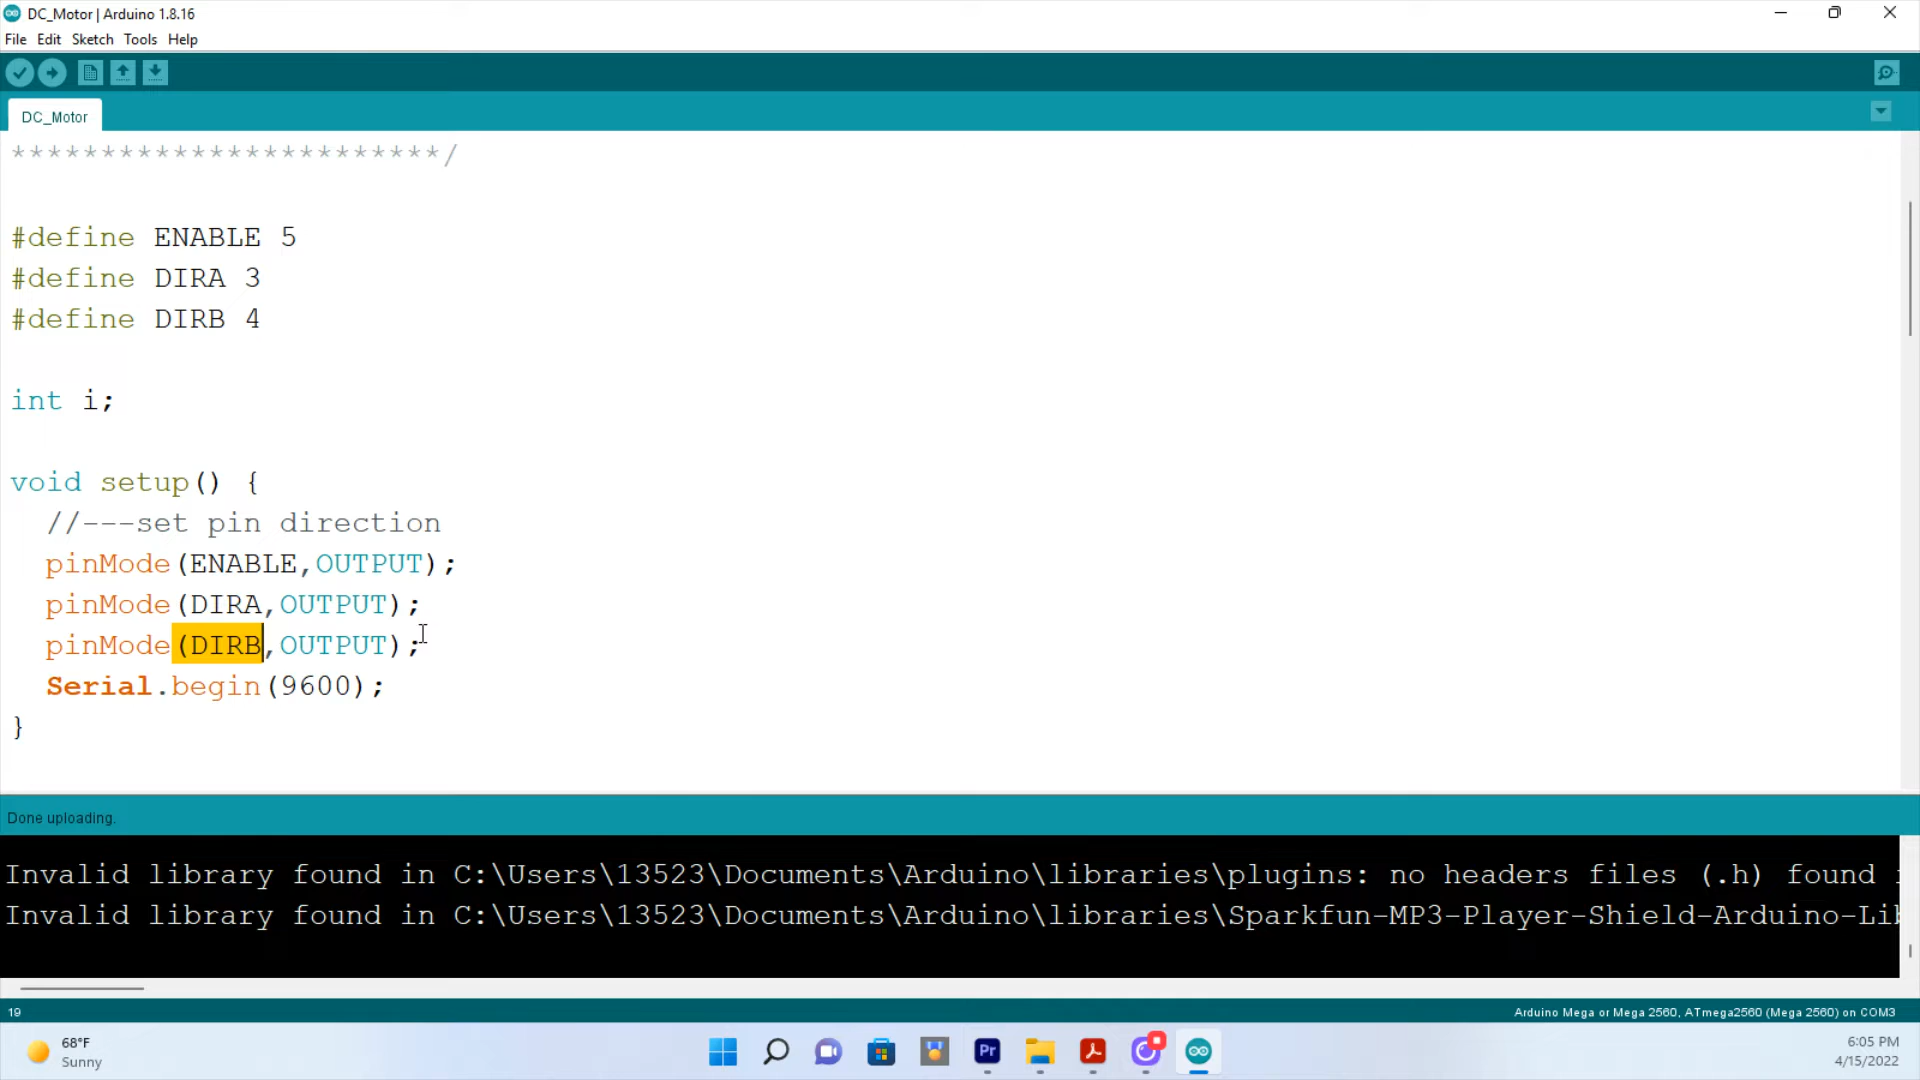 DC_Motor | Arduino 1.8.16
File Edit Sketch Tools Help
DC_Motor
************************/
#define ENABLE 5
#define DIRA 3
#define DIRB 4
int i;
void setup() {
//---set pin direction
pinMode(ENABLE,OUTPUT);
pinMode(DIRA,OUTPUT);
pinMode(DIRB,OUTPUT);
Serial.begin(9600);
}
Done uploading.
Invalid library found in C:\Users\13523\Documents\Arduino\libraries\plugins: no headers files (.h) found
Invalid library found in C:\Users\13523\Documents\Arduino\libraries\Sparkfun-MP3-Player-Shield-Arduino-Lib
19
Arduino Mega or Mega 2560, ATmega2560 (Mega 2560) on COM3
68°F
Sunny
Pr
6:05 PM
4/15/2022